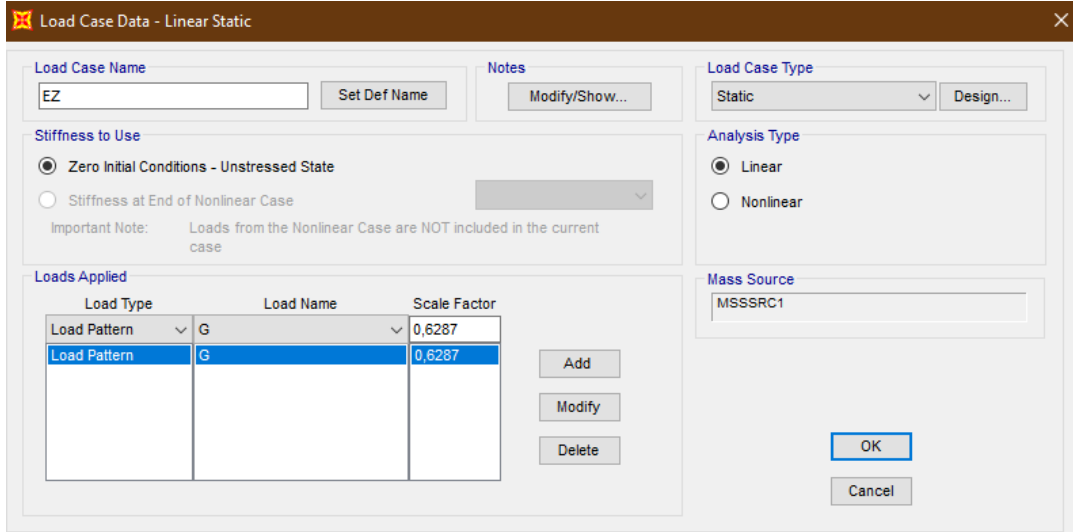 Load Case Data - Linear Static
Load Case Name
EZ
Set Def Name
Notes
Modify/Show...
Load Case Type
Static
Design...
Stiffness to Use
Zero Initial Conditions - Unstressed State
Stiffness at End of Nonlinear Case
Important Note: Loads from the Nonlinear Case are NOT included in the current
case
Analysis Type
Linear
Nonlinear
Loads Applied
Load Type Load Name Scale Factor
Load Pattern G 0,6287
Load Pattern G 0,6287
Add
Modify
Delete
Mass Source
MSSSRC1
OK
Cancel